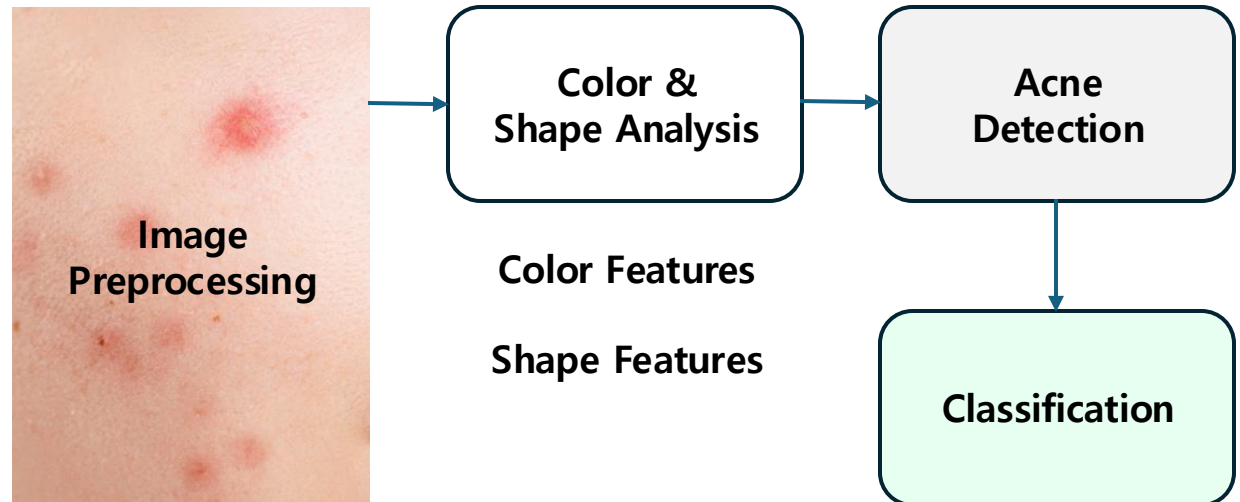 Image
Preprocessing
Color &
Shape Analysis
Color Features
Shape Features
Acne
Detection
Classification